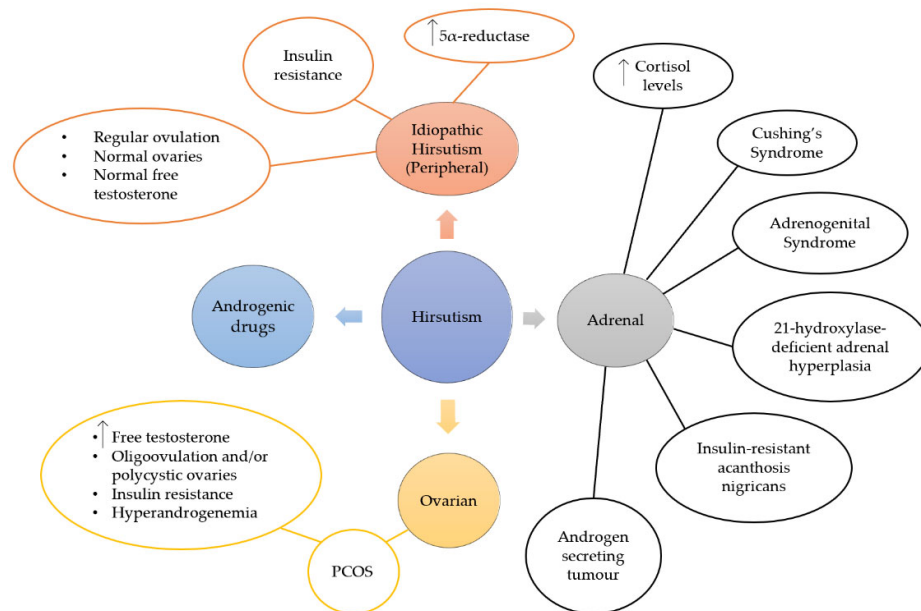 ↑ 5α-reductase
Insulin
resistance
↑ Cortisol
levels
Idiopathic
Hirsutism
(Peripheral)
• Regular ovulation
• Normal ovaries
• Normal free
testosterone
Cushing's
Syndrome
Adrenogenital
Syndrome
Androgenic
drugs
Hirsutism
Adrenal
21-hydroxylase-
deficient adrenal
hyperplasia
•↑ Free testosterone
• Oligoovulation and/or
polycystic ovaries
• Insulin resistance
• Hyperandrogenemia
Ovarian
Insulin-resistant
acanthosis
nigricans
PCOS
Androgen
secreting
tumour